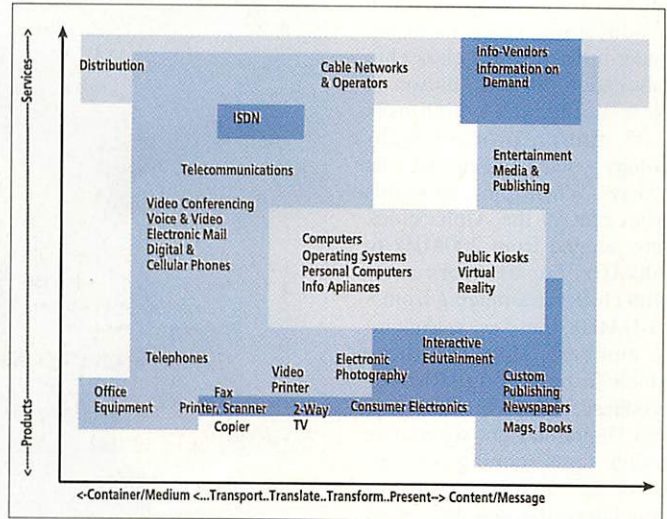 Distribution
Cable Networks
& Operators
Info-Vendors
Information on
Demand
ISDN
Telecommunications
Entertainment
Media &
Publishing
Video Conferencing
Voice & Video
Electronic Mail
Digital &
Cellular Phones
Computers
Operating Systems
Personal Computers
Info Apliances
Public Kiosks
Virtual
Reality
Telephones
Video
Printer
Electronic
Photography
Interactive
Edutainment
Office
Equipment
Fax
Printer, Scanner
Copier
2-Way
TV
Consumer Electronics
Custom
Publishing
Newspapers
Mags, Books
<------Products------------------------------------Services----->
<-Container/Medium <...Transport..Translate..Transform..Present--> Content/Message